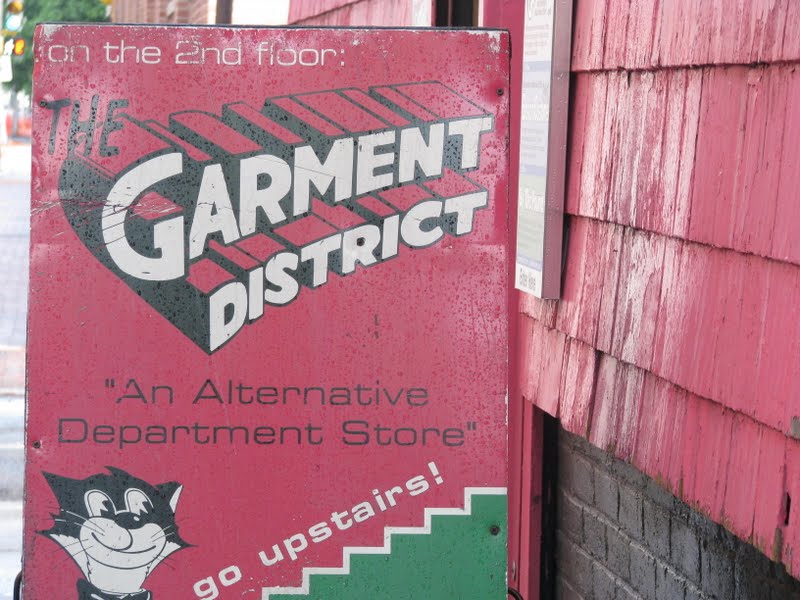 on the 2nd floor:
THE
GARMENT
DISTRICT
"An Alternative
Department Store"
go upstairs!